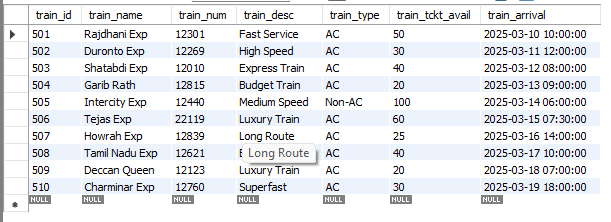 train_id train_name train_num train_desc train_type train_tckt_avail train_arrival
501 Rajdhani Exp 12301 Fast Service AC 50 2025-03-10 10:00:00
502 Duronto Exp 12269 High Speed AC 30 2025-03-11 12:00:00
503 Shatabdi Exp 12010 Express Train AC 40 2025-03-12 08:00:00
504 Garib Rath 12815 Budget Train AC 20 2025-03-13 09:00:00
505 Intercity Exp 12440 Medium Speed Non-AC 100 2025-03-14 06:00:00
506 Tejas Exp 22119 Luxury Train AC 60 2025-03-15 07:30:00
507 Howrah Exp 12839 Long Route AC 25 2025-03-16 14:00:00
508 Tamil Nadu Exp 12621 Long Route AC 40 2025-03-17 10:00:00
509 Deccan Queen 12123 Luxury Train AC 20 2025-03-18 07:00:00
510 Charminar Exp 12760 Superfast AC 30 2025-03-19 18:00:00
NULL NULL NULL NULL NULL NULL NULL